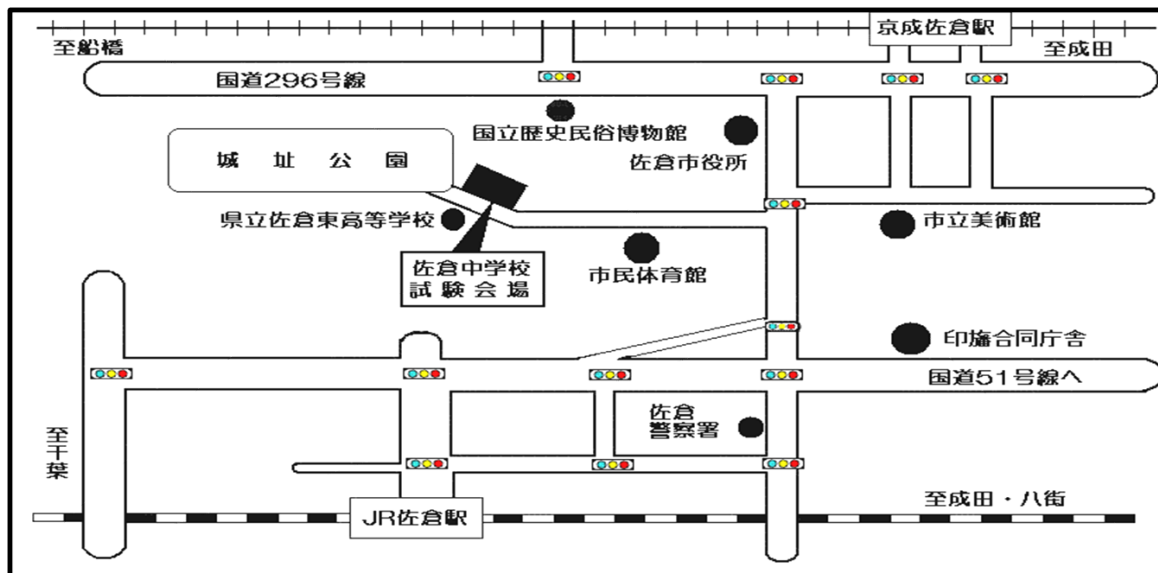 京成佐倉駅
至船橋
至成田
国道296号線
国立歴史民俗博物館
佐倉市役所
城址公園
県立佐倉東高等学校
市立美術館
佐倉中学校
試験会場
市民体育館
印旛合同庁舎
国道51号線へ
佐倉
警察署
至千葉
至成田・八街
JR佐倉駅